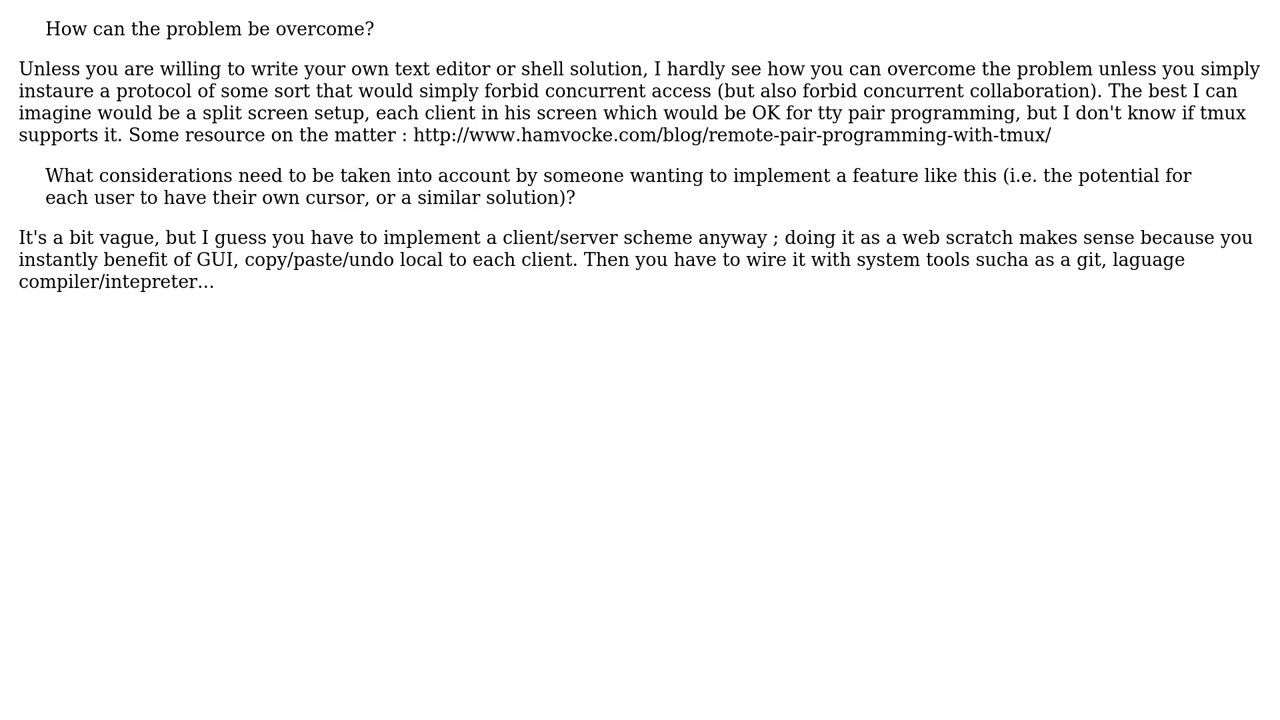 How can the problem be overcome?
Unless you are willing to write your own text editor or shell solution, I hardly see how you can overcome the problem unless you simply
instaure a protocol of some sort that would simply forbid concurrent access (but also forbid concurrent collaboration). The best I can
imagine would be a split screen setup, each client in his screen which would be OK for tty pair programming, but I don't know if tmux
supports it. Some resource on the matter : http://www.hamvocke.com/blog/remote-pair-programming-with-tmux/
What considerations need to be taken into account by someone wanting to implement a feature like this (i.e. the potential for
each user to have their own cursor, or a similar solution)?
It's a bit vague, but I guess you have to implement a client/server scheme anyway ; doing it as a web scratch makes sense because you
instantly benefit of GUI, copy/paste/undo local to each client. Then you have to wire it with system tools sucha as a git, laguage
compiler/intepreter...